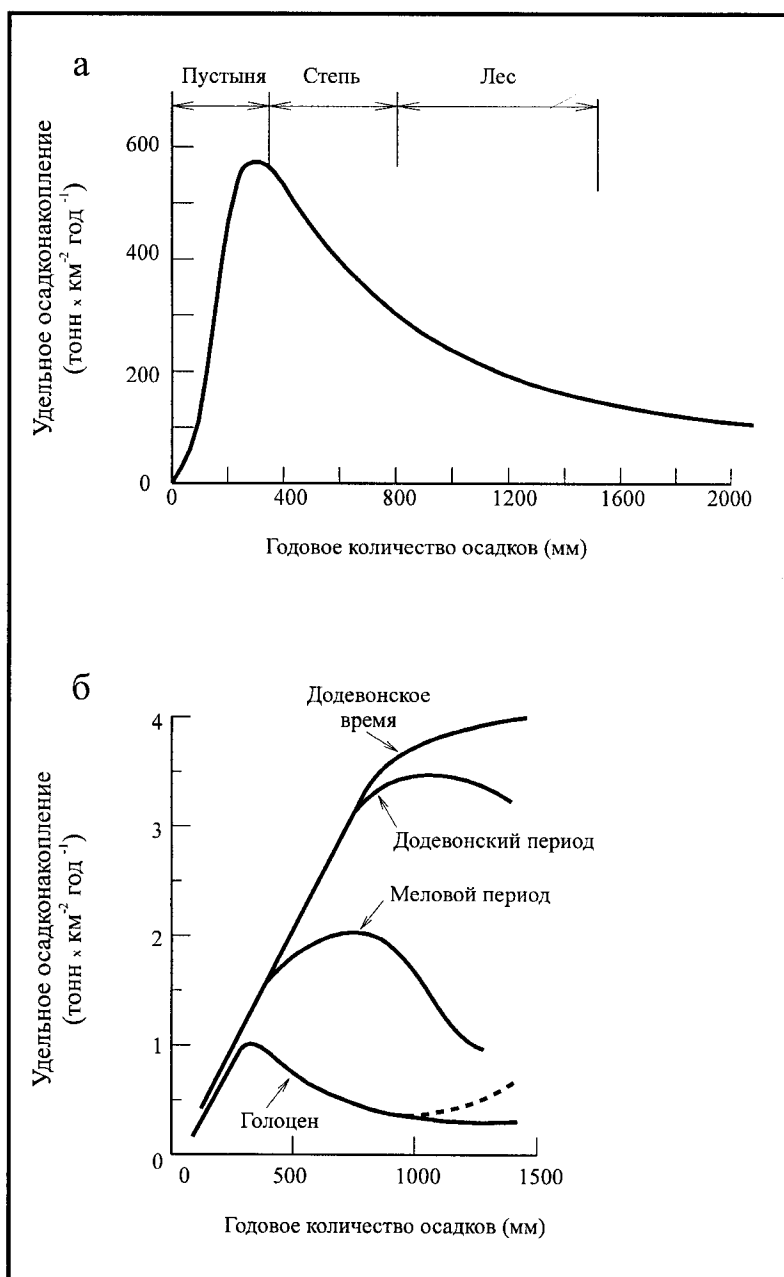 а
Пустыня Степь Лес
Удельное осадконакопление
(тонн x км-2 год -1)
600
400
200
0
0 400 800 1200 1600 2000
Годовое количество осадков (мм)
б
Додевонское
время
Додевонский период
Меловой период
Голоцен
Удельное осадконакопление
(тонн x км-2 год -1)
4
3
2
1
0
0 500 1000 1500
Годовое количество осадков (мм)